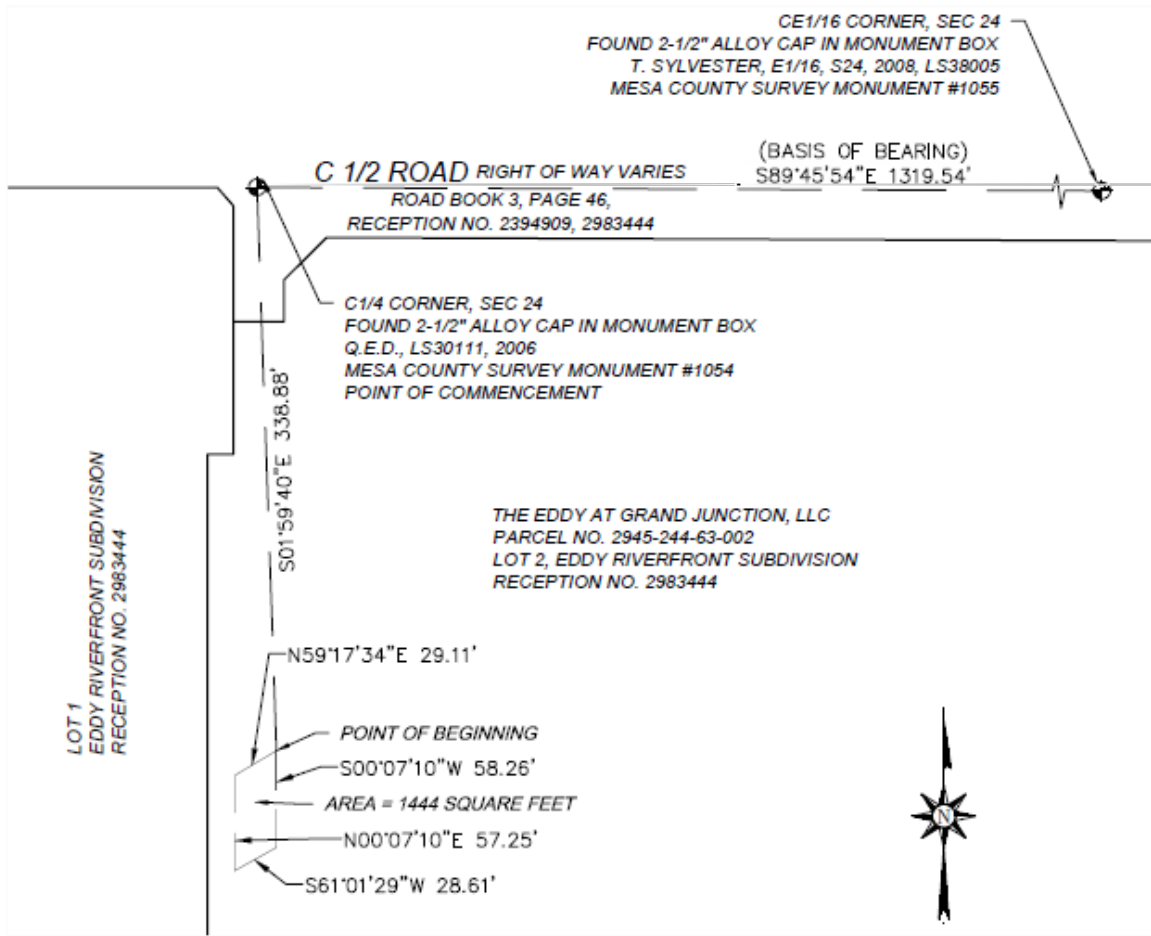 CE1/16 CORNER, SEC 24
FOUND 2-1/2" ALLOY CAP IN MONUMENT BOX
T. SYLVESTER, E1/16, S24, 2008, LS38005
MESA COUNTY SURVEY MONUMENT #1055
(BASIS OF BEARING)
S89°45'54"E 1319.54'
C 1/2 ROAD RIGHT OF WAY VARIES
ROAD BOOK 3, PAGE 46,
RECEPTION NO. 2394909, 2983444
C1/4 CORNER, SEC 24
FOUND 2-1/2" ALLOY CAP IN MONUMENT BOX
Q.E.D., LS30111, 2006
MESA COUNTY SURVEY MONUMENT #1054
POINT OF COMMENCEMENT
S01°59'40"E 338.88'
LOT 1
EDDY RIVERFRONT SUBDIVISION
RECEPTION NO. 2983444
THE EDDY AT GRAND JUNCTION, LLC
PARCEL NO. 2945-244-63-002
LOT 2, EDDY RIVERFRONT SUBDIVISION
RECEPTION NO. 2983444
N59°17'34"E 29.11'
POINT OF BEGINNING
S00°07'10"W 58.26'
AREA = 1444 SQUARE FEET
N00°07'10"E 57.25'
S61°01'29"W 28.61'
N